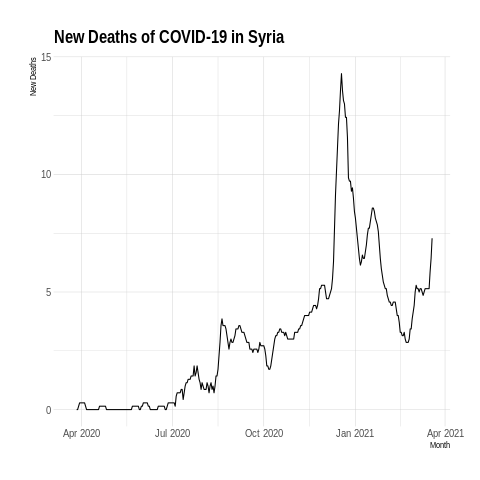 New Deaths of COVID-19 in Syria
New Deaths
15
10
5
0
Apr 2020
Jul 2020
Oct 2020
Jan 2021
Apr 2021
Month